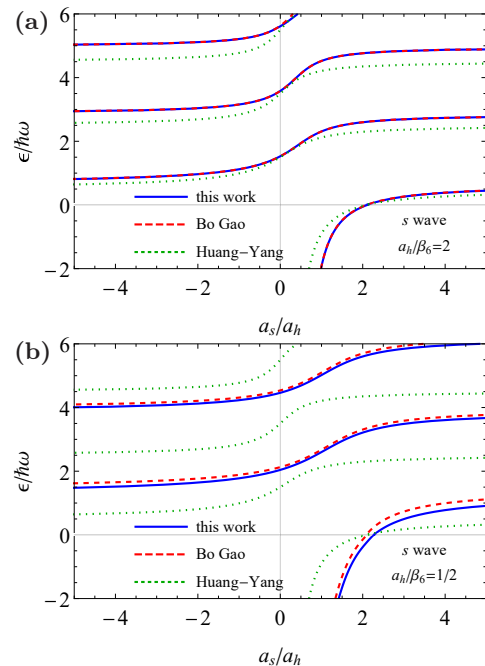 (a)
6
4
2
0
−2
ϵ/ℏω
this work
Bo Gao
Huang−Yang
s wave
a_h/β_6=2
−4 −2 0 2 4
a_s/a_h
(b)
6
4
2
0
−2
ϵ/ℏω
this work
Bo Gao
Huang−Yang
s wave
a_h/β_6=1/2
−4 −2 0 2 4
a_s/a_h